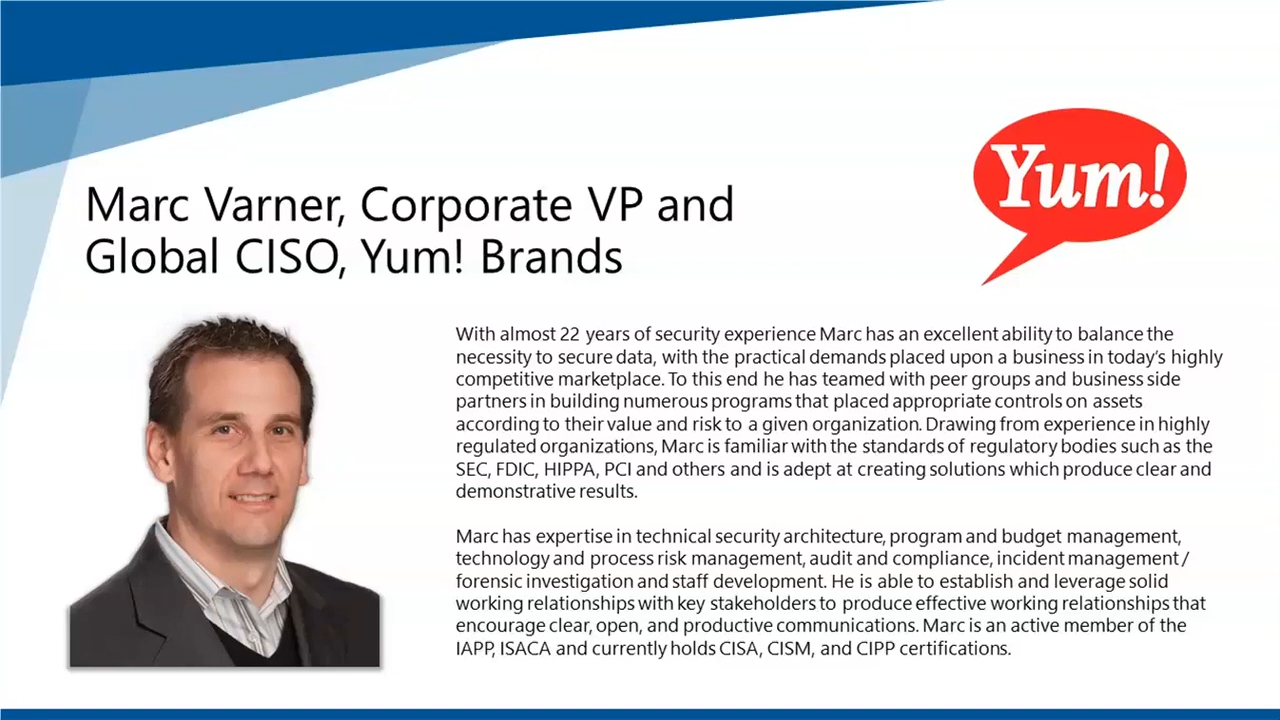 Yum!
Marc Varner, Corporate VP and
Global CISO, Yum! Brands
With almost 22 years of security experience Marc has an excellent ability to balance the
necessity to secure data, with the practical demands placed upon a business in today's highly
competitive marketplace. To this end he has teamed with peer groups and business side
partners in building numerous programs that placed appropriate controls on assets
according to their value and risk to a given organization. Drawing from experience in highly
regulated organizations, Marc is familiar with the standards of regulatory bodies such as the
SEC, FDIC, HIPPA, PCI and others and is adept at creating solutions which produce clear and
demonstrative results.
Marc has expertise in technical security architecture, program and budget management,
technology and process risk management, audit and compliance, incident management /
forensic investigation and staff development. He is able to establish and leverage solid
working relationships with key stakeholders to produce effective working relationships that
encourage clear, open, and productive communications. Marc is an active member of the
IAPP, ISACA and currently holds CISA, CISM, and CIPP certifications.